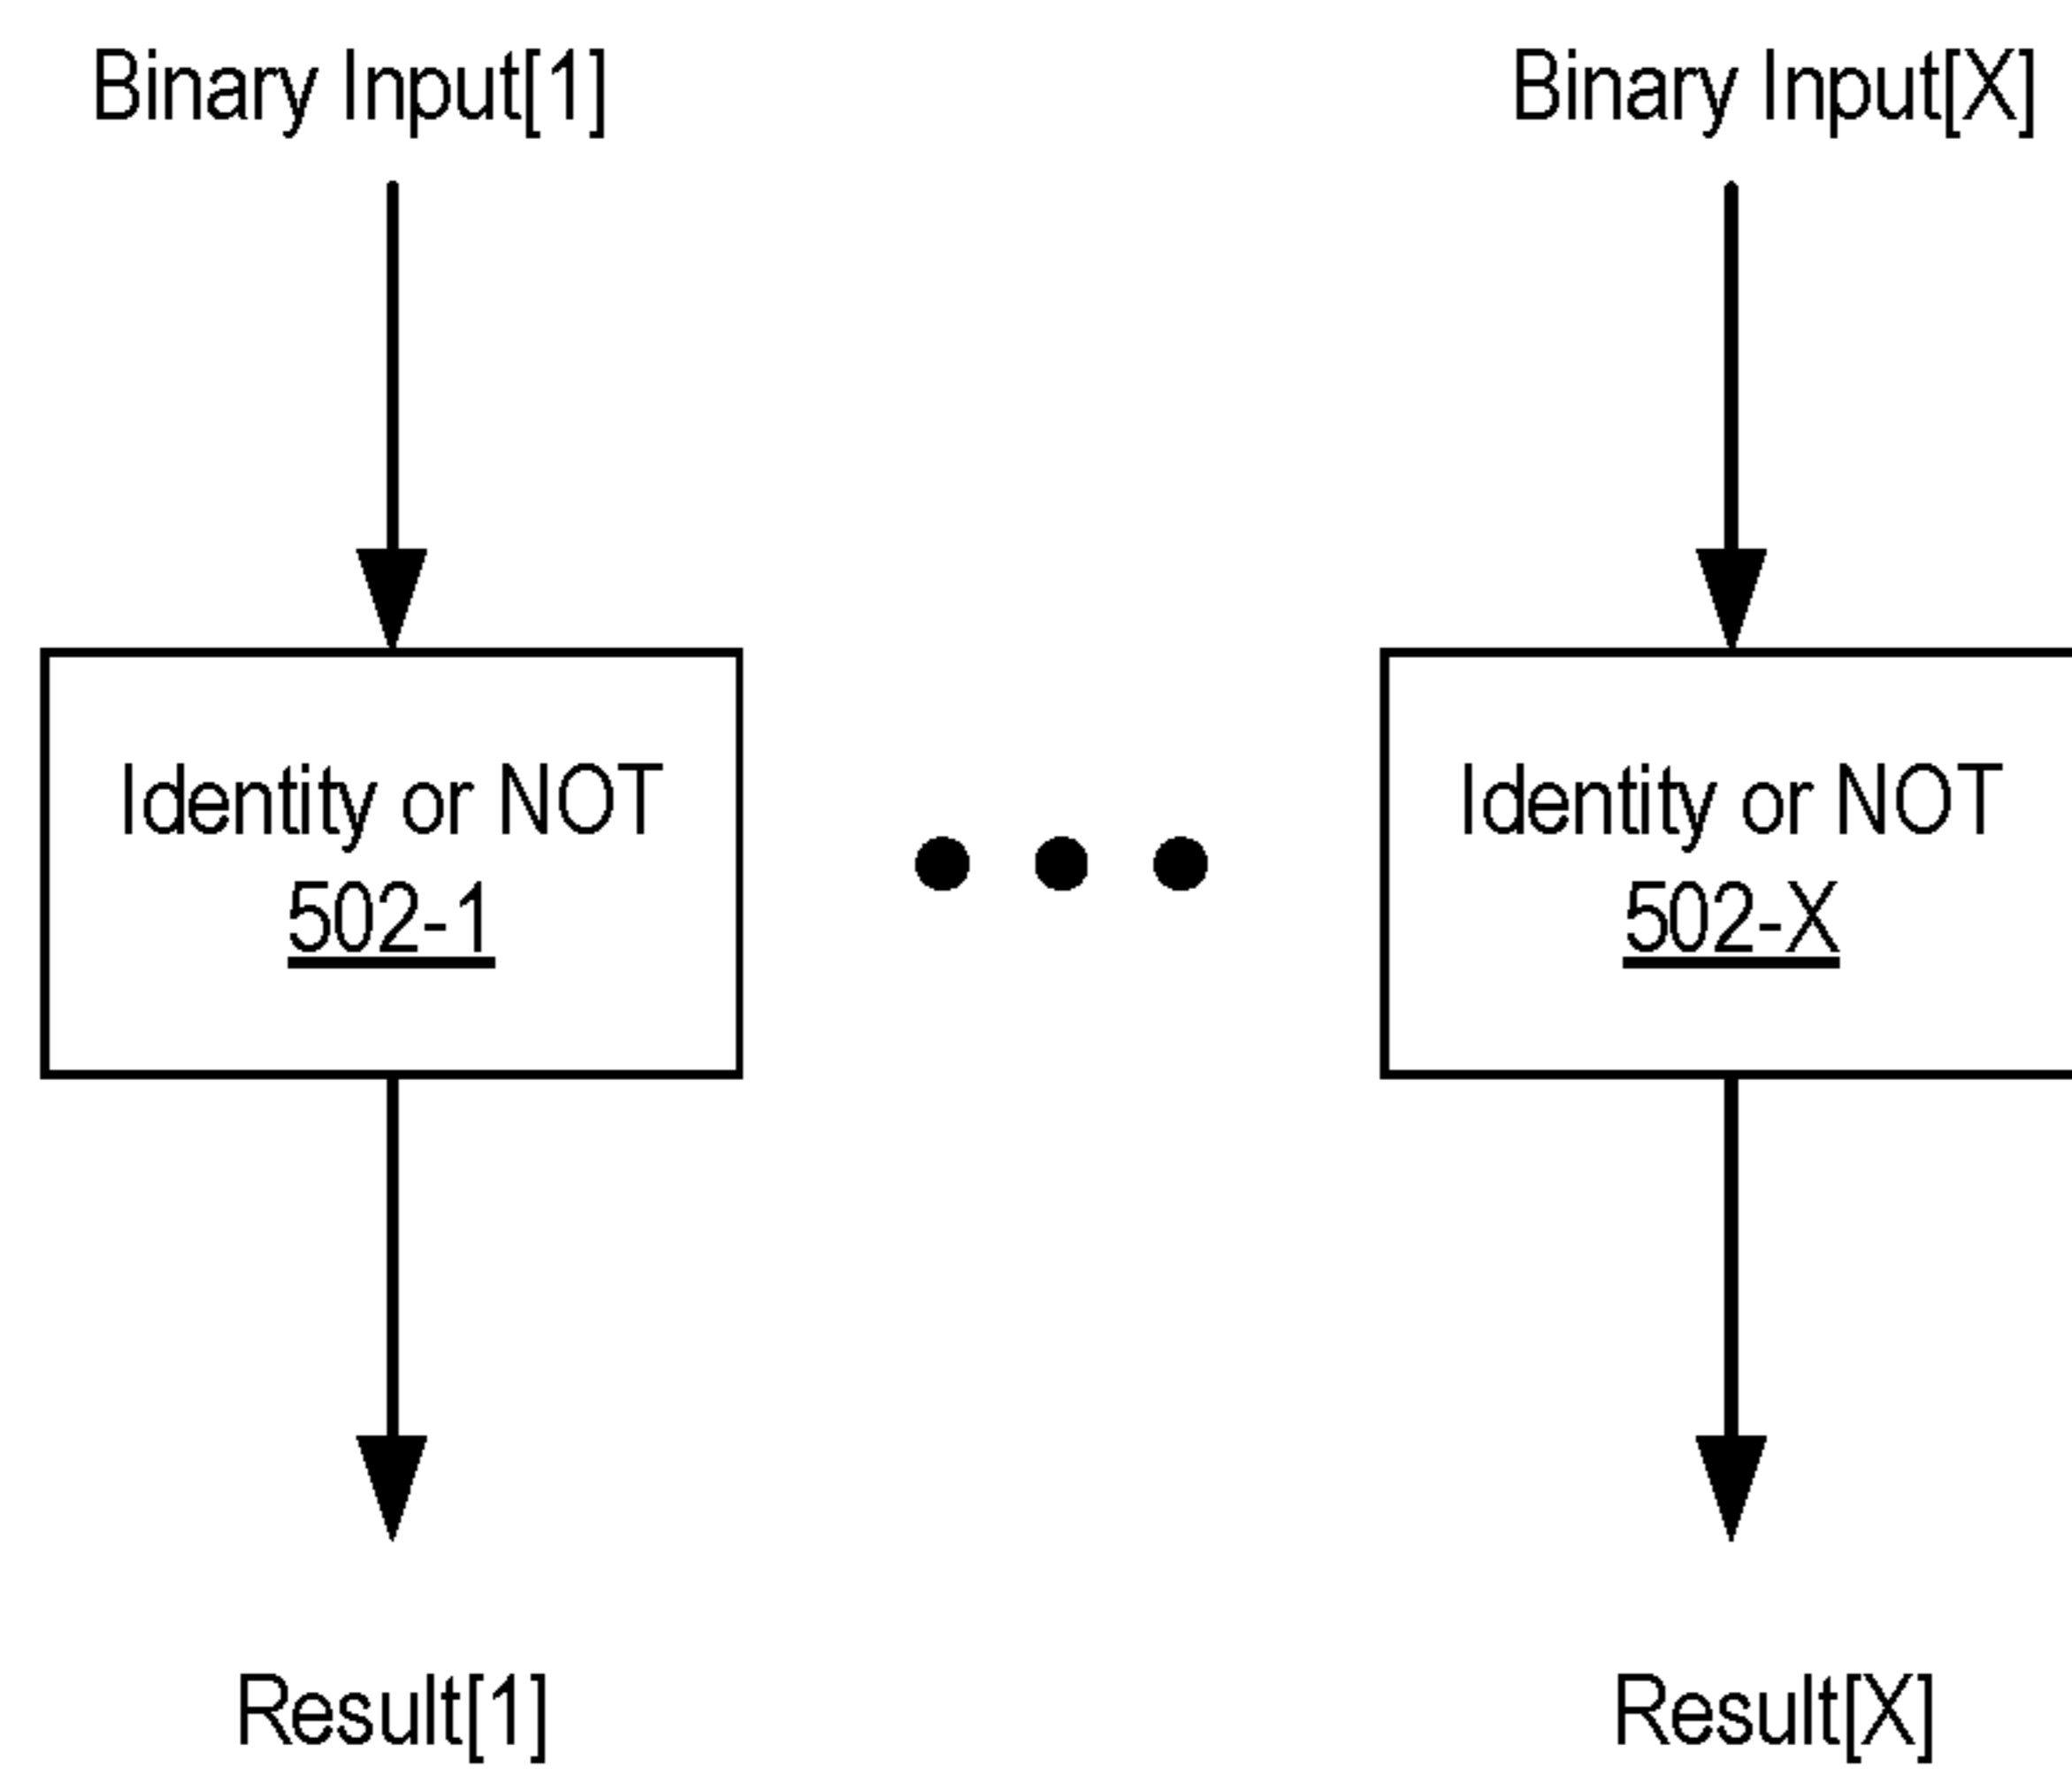 Binary Input[1]
Binary Input[X]
Identity or NOT
502-1
Identity or NOT
502-X
Result[1]
Result[X]